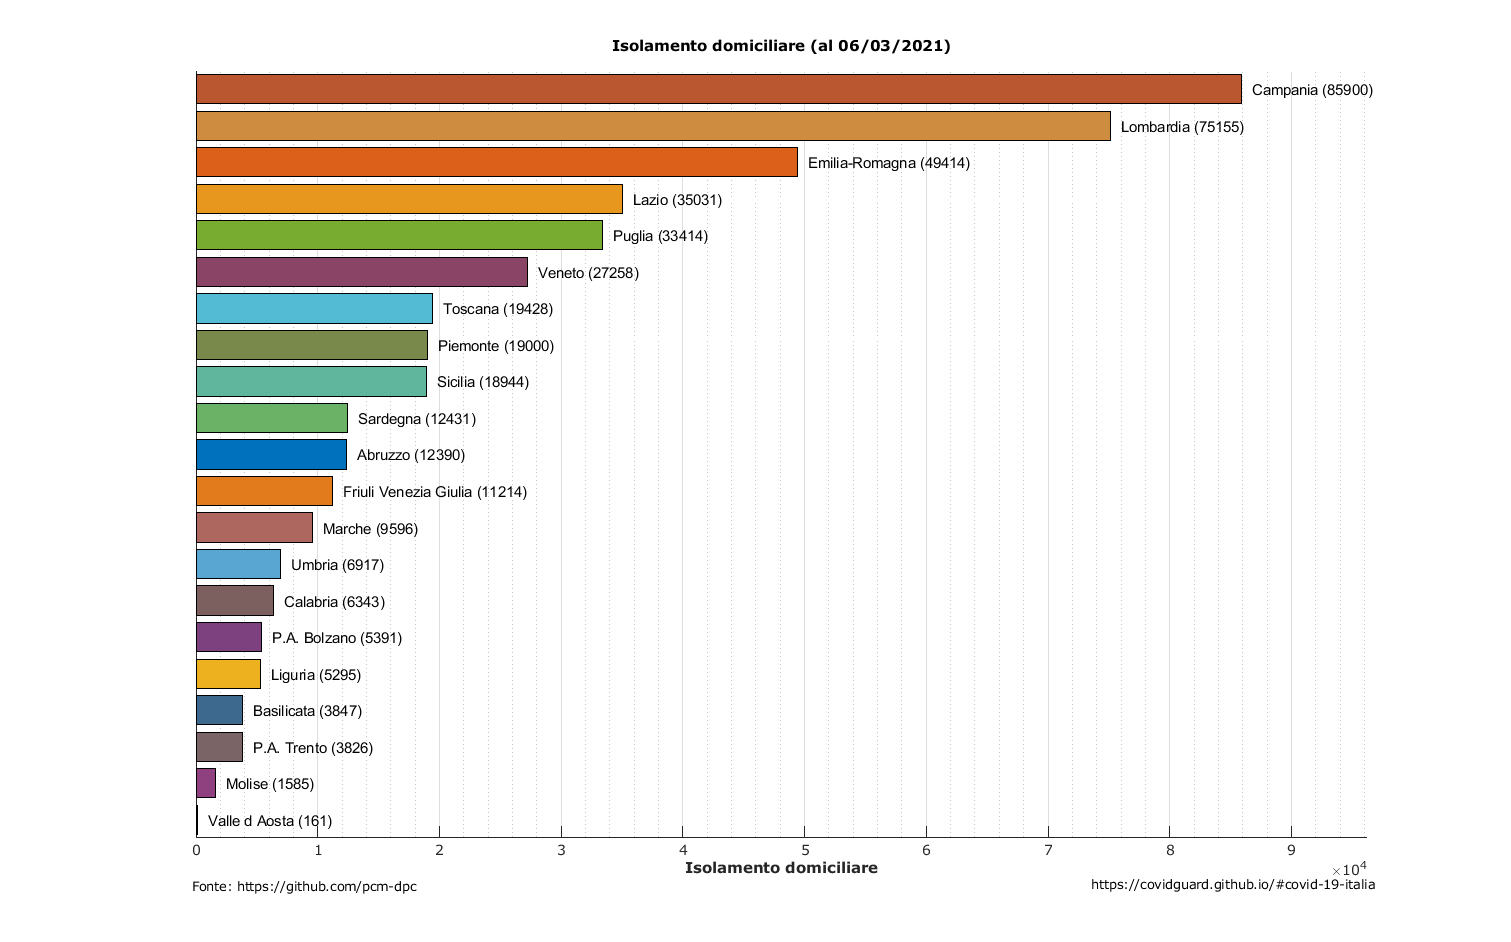 Isolamento domiciliare (al 06/03/2021)
Campania (85900)
Lombardia (75155)
Emilia-Romagna (49414)
Lazio (35031)
Puglia (33414)
Veneto (27258)
Toscana (19428)
Piemonte (19000)
Sicilia (18944)
Sardegna (12431)
Abruzzo (12390)
Friuli Venezia Giulia (11214)
Marche (9596)
Umbria (6917)
Calabria (6343)
P.A. Bolzano (5391)
Liguria (5295)
Basilicata (3847)
P.A. Trento (3826)
Molise (1585)
Valle d Aosta (161)
0 1 2 3 4 5 6 7 8 9
Isolamento domiciliare
×10⁴
Fonte: https://github.com/pcm-dpc
https://covidguard.github.io/#covid-19-italia